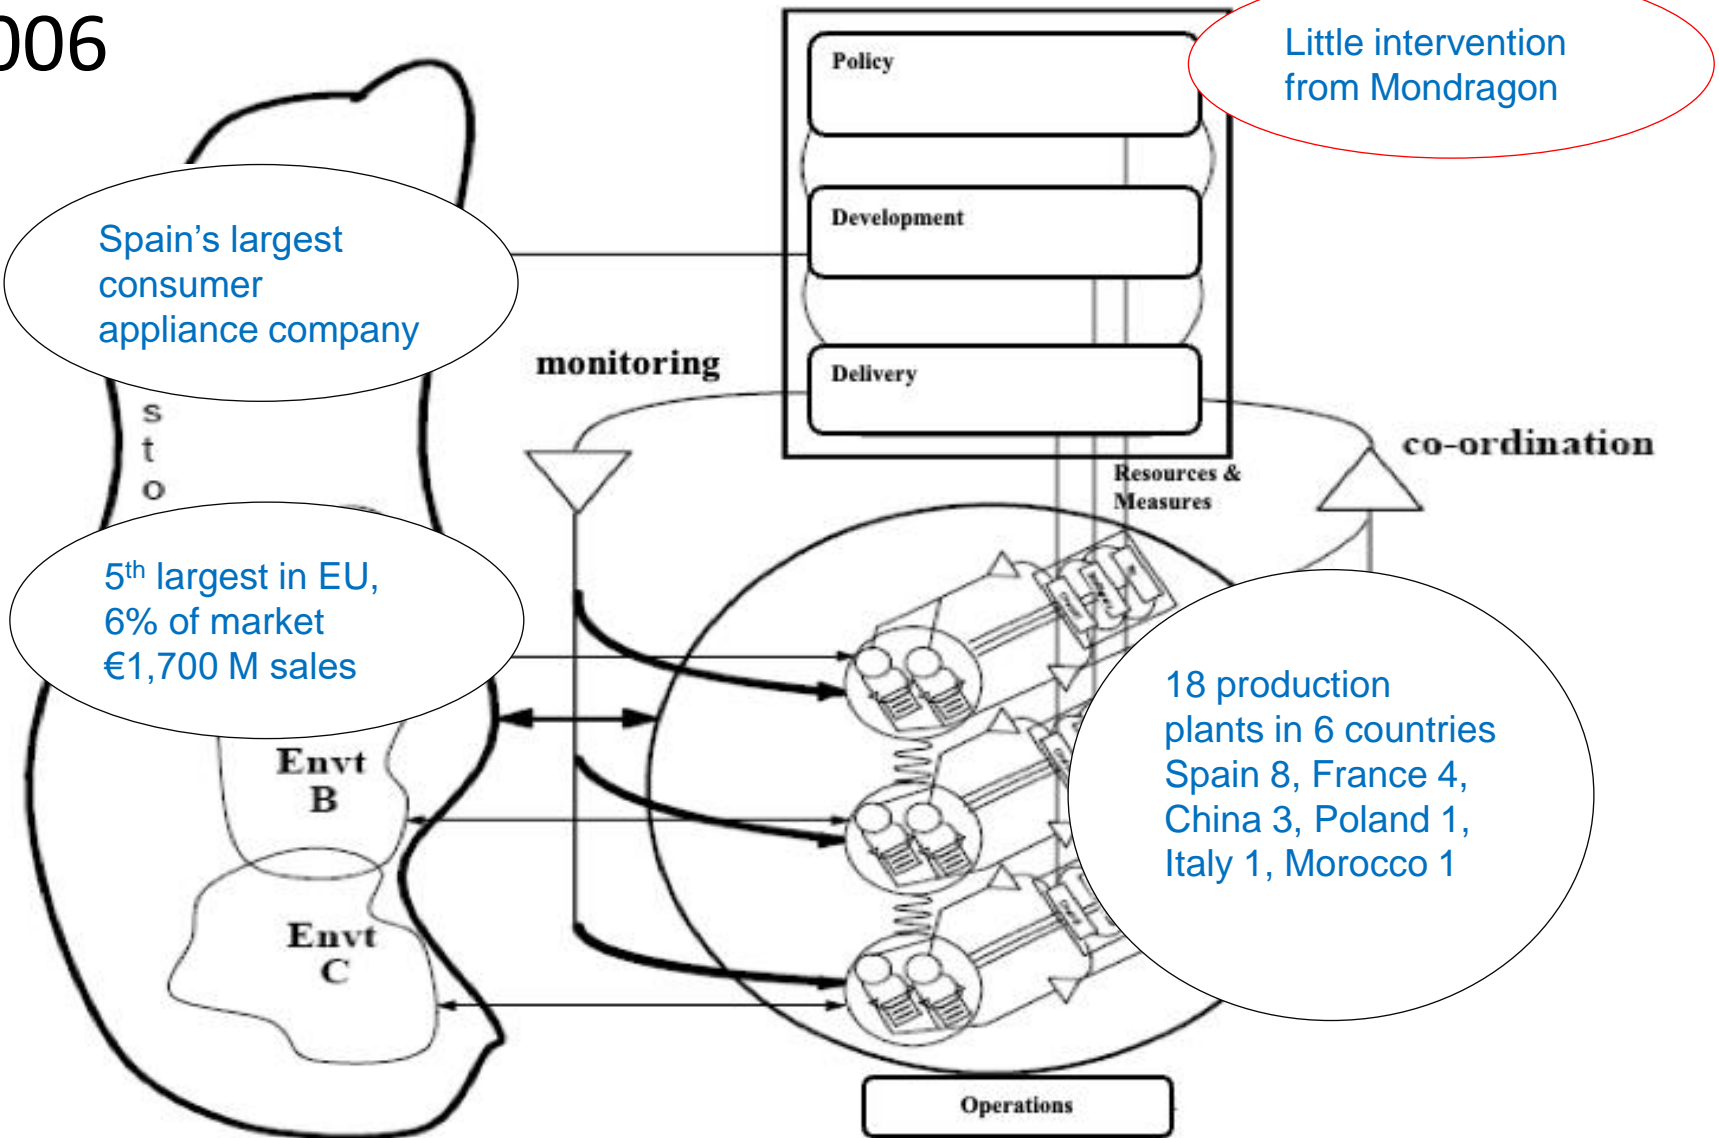 006
Policy
Little intervention
from Mondragon
Development
Spain's largest
consumer
appliance company
monitoring
Delivery
s
t
o
co-ordination
Resources &
Measures
5th largest in EU,
6% of market
€1,700 M sales
18 production
plants in 6 countries
Spain 8, France 4,
China 3, Poland 1,
Italy 1, Morocco 1
Envt
B
Envt
C
Operations